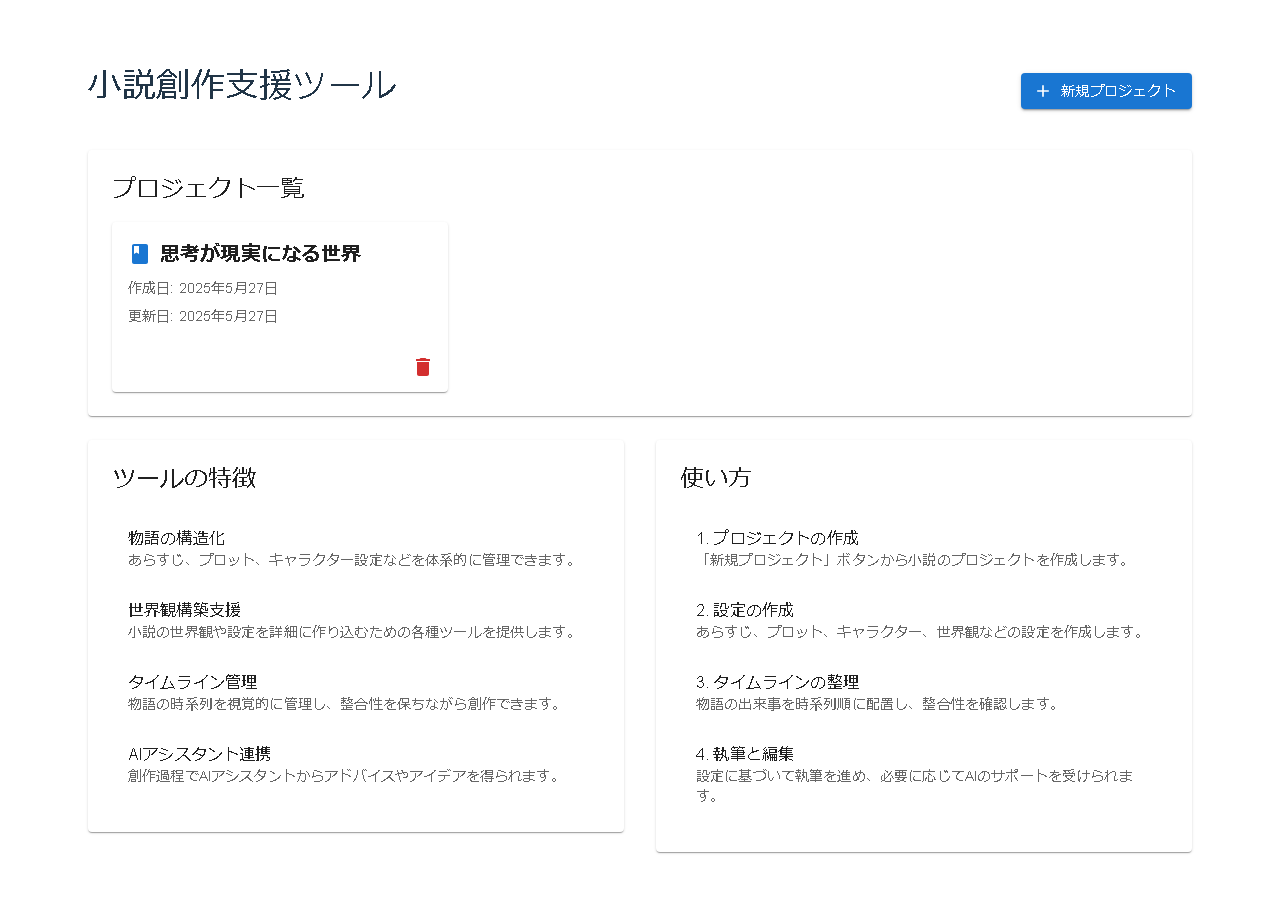 小説創作支援ツール
+ 新規プロジェクト
プロジェクト一覧
思考が現実になる世界
作成日: 2025年5月27日
更新日: 2025年5月27日
ツールの特徴
物語の構造化
あらすじ、プロット、キャラクター設定などを体系的に管理できます。
世界観構築支援
小説の世界観や設定を詳細に作り込むための各種ツールを提供します。
タイムライン管理
物語の時系列を視覚的に管理し、整合性を保ちながら創作できます。
AIアシスタント連携
創作過程でAIアシスタントからアドバイスやアイデアを得られます。
使い方
1. プロジェクトの作成
「新規プロジェクト」ボタンから小説のプロジェクトを作成します。
2. 設定の作成
あらすじ、プロット、キャラクター、世界観などの設定を作成します。
3. タイムラインの整理
物語の出来事を時系列順に配置し、整合性を確認します。
4. 執筆と編集
設定に基づいて執筆を進め、必要に応じてAIのサポートを受けられま
す。